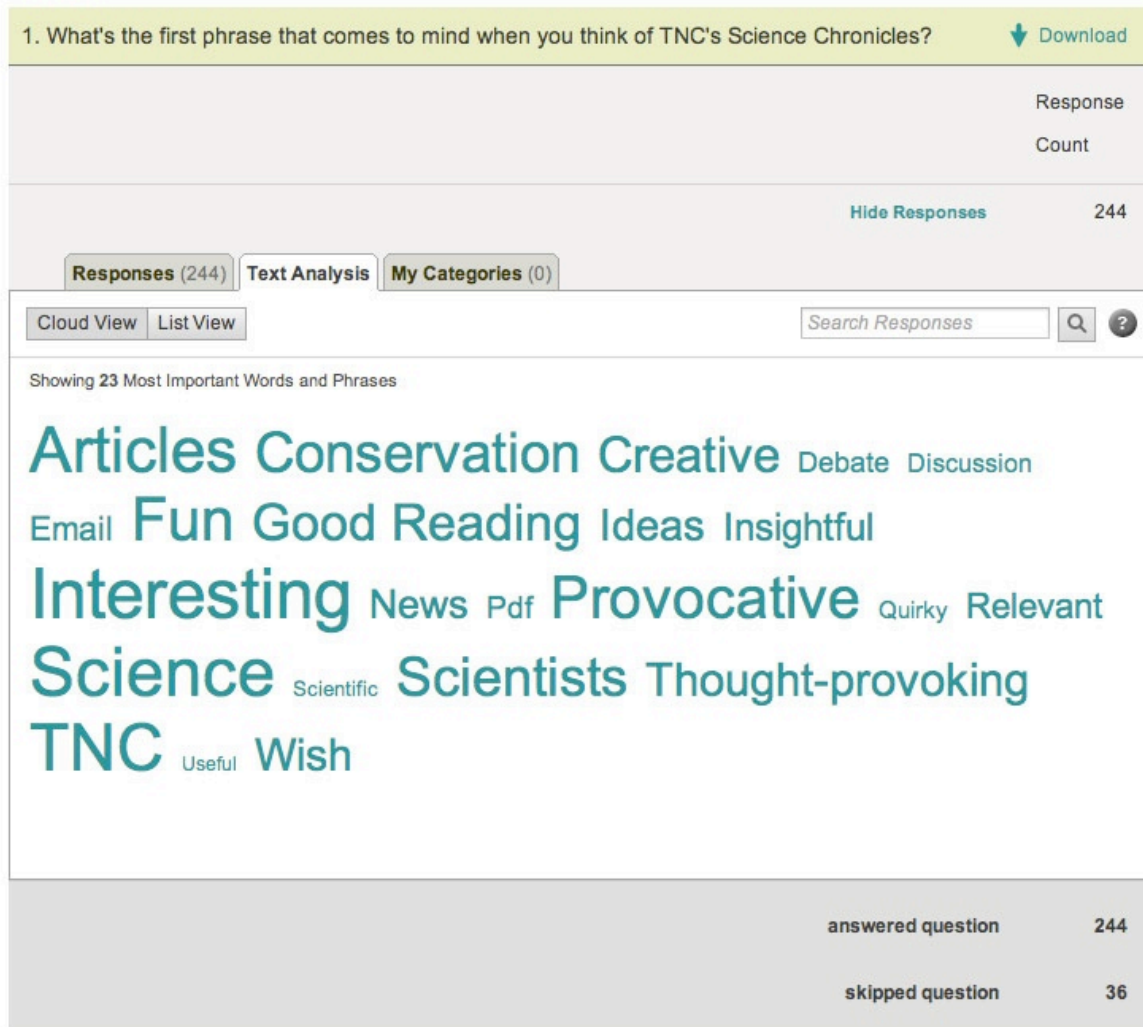 1. What's the first phrase that comes to mind when you think of TNC's Science Chronicles? Download
Response
Count
Hide Responses 244
Responses (244) Text Analysis My Categories (0)
Cloud View List View Search Responses ?
Showing 23 Most Important Words and Phrases
Articles Conservation Creative Debate Discussion
Email Fun Good Reading Ideas Insightful
Interesting News Pdf Provocative Quirky Relevant
Science Scientific Scientists Thought-provoking
TNC Useful Wish
answered question 244
skipped question 36